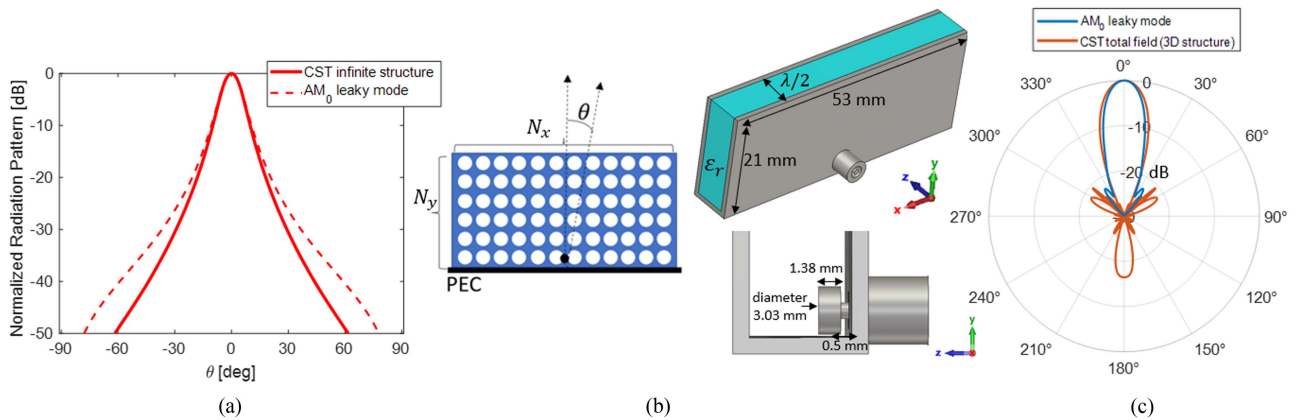 CST infinite structure
AM₀ leaky mode
Normalized Radiation Pattern [dB]
0
-10
-20
-30
-40
-50
-90
-60
-30
0
30
60
90
θ [deg]
(a)
Nx
θ
Ny
PEC
λ/2
53 mm
21 mm
εr
y
z
x
1.38 mm
diameter
3.03 mm
0.5 mm
y
z
(b)
AM₀ leaky mode
CST total field (3D structure)
0°
330°
30°
300°
60°
270°
90°
240°
120°
210°
150°
180°
0
-10
-20
dB
(c)